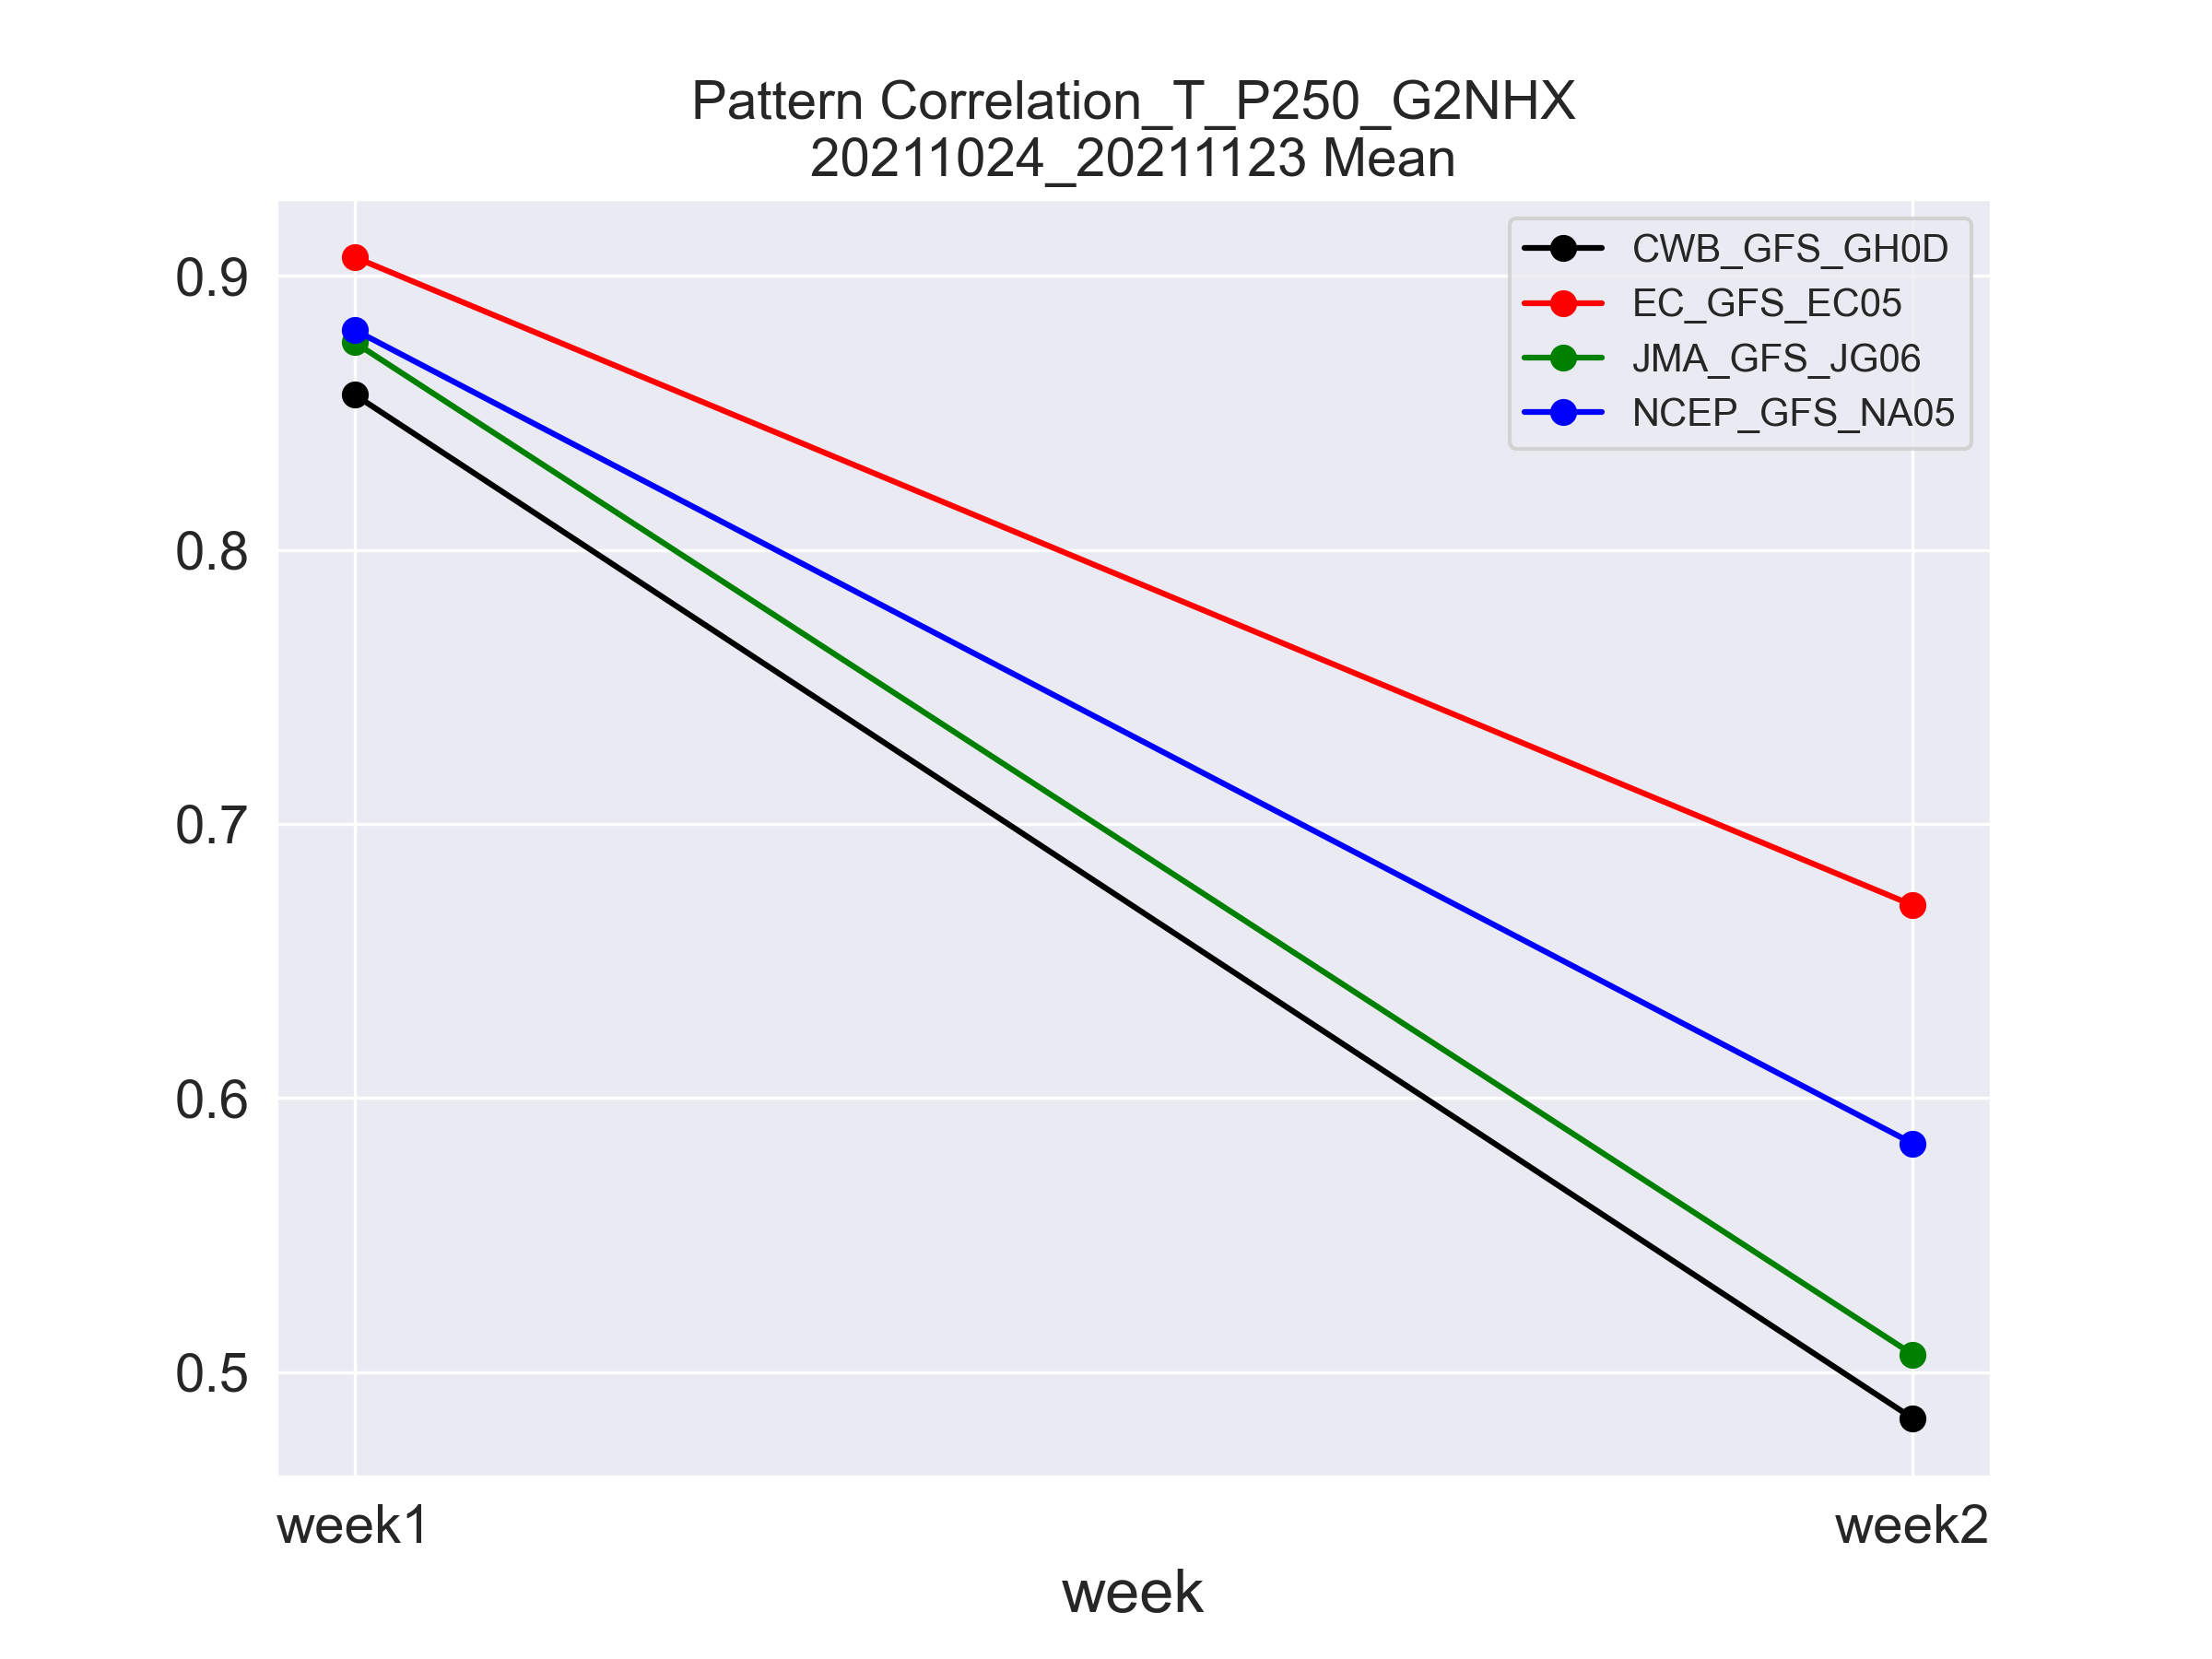 Pattern Correlation_T_P250_G2NHX
20211024_20211123 Mean
CWB_GFS_GH0D
EC_GFS_EC05
JMA_GFS_JG06
NCEP_GFS_NA05
0.9
0.8
0.7
0.6
0.5
week1
week2
week